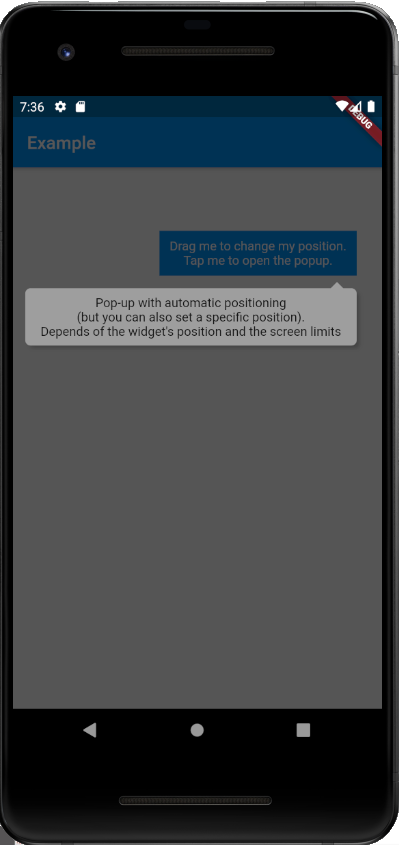 7:36
DEBUG
Example
Drag me to change my position.
Tap me to open the popup.
Pop-up with automatic positioning
(but you can also set a specific position).
Depends of the widget's position and the screen limits